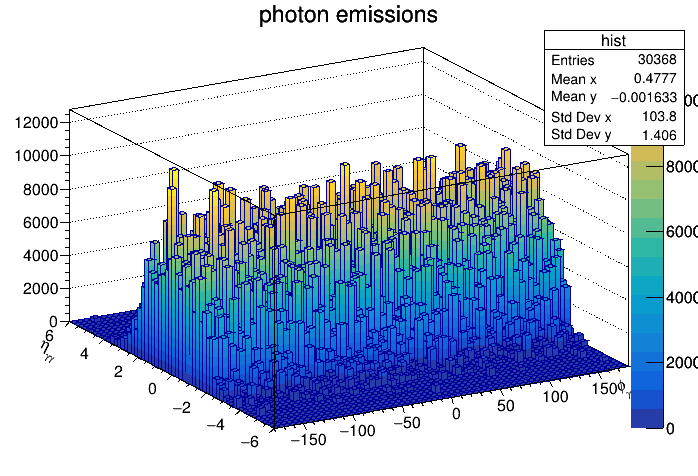 photon emissions
hist
Entries 30368
Mean x 0.4777
Mean y −0.001633
Std Dev x 103.8
Std Dev y 1.406
12000
10000
8000
6000
4000
2000
0
6
4
2
0
−2
−4
−6
η
−150
−100
−50
0
50
100
150
ϕ
8000
6000
4000
2000
0